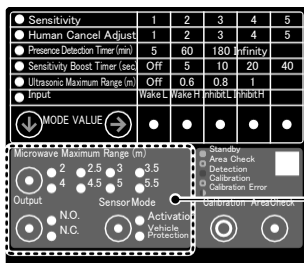 Sensitivity 1 2 3 4 5
Human Cancel Adjust 1 2 3 4 5
Presence Detection Timer (min) 5 60 180 Infinity
Sensitivity Boost Timer (sec) Off 5 10 20 40
Ultrasonic Maximum Range (m) Off 0.6 0.8 1
Input Wake L Wake H Inhibit L Inhibit H
MODE VALUE
Microwave Maximum Range (m)
2 2.5 3 3.5
4 4.5 5 5.5
Output Sensor Mode
N.O. Activatio
N.C. Vehicle
Protection
Standby
Area Check
Detection
Calibration
Calibration Error
Calibration AreaCheck